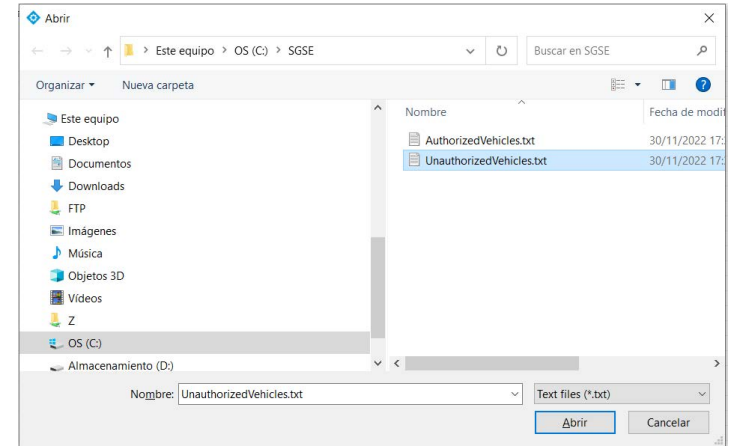 Abrir
Este equipo > OS (C:) > SGSE
Buscar en SGSE
Organizar
Nueva carpeta
Este equipo
Desktop
Documentos
Downloads
FTP
Imágenes
Música
Objetos 3D
Vídeos
Z
OS (C:)
Almacenamiento (D:)
Nombre
Fecha de modif
AuthorizedVehicles.txt
30/11/2022 17:
UnauthorizedVehicles.txt
30/11/2022 17:
Nombre: UnauthorizedVehicles.txt
Text files (*.txt)
Abrir
Cancelar